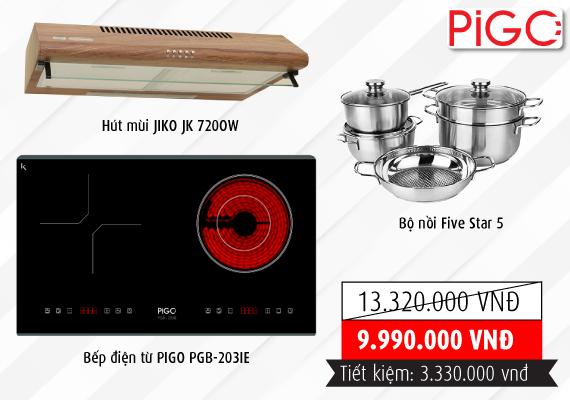 PiGO
Hút mùi JIKO JK 7200W
Bộ nồi Five Star 5
PiGO
Bếp điện từ PIGO PGB-203IE
13.320.000 VNĐ
9.990.000 VNĐ
Tiết kiệm: 3.330.000 vnđ